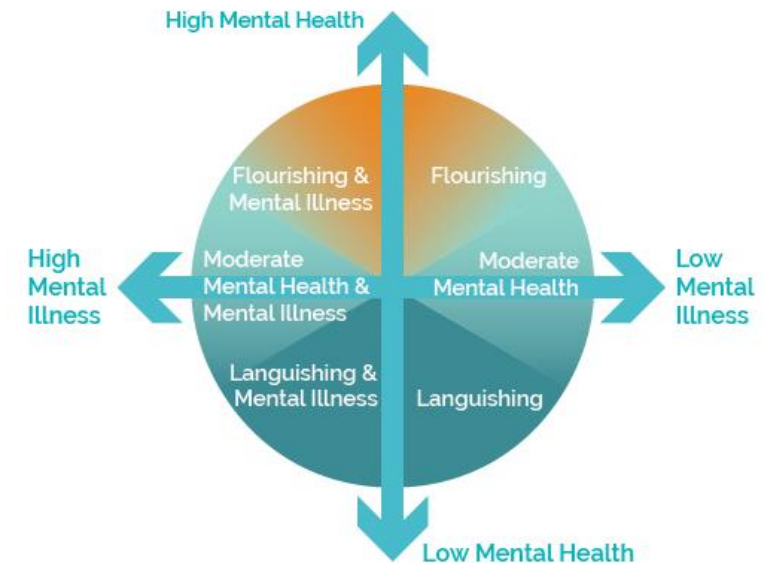 High Mental Health
Flourishing &
Mental Illness
Flourishing
High
Mental
Illness
Moderate
Mental Health &
Mental Illness
Moderate
Mental Health
Low
Mental
Illness
Languishing &
Mental Illness
Languishing
Low Mental Health